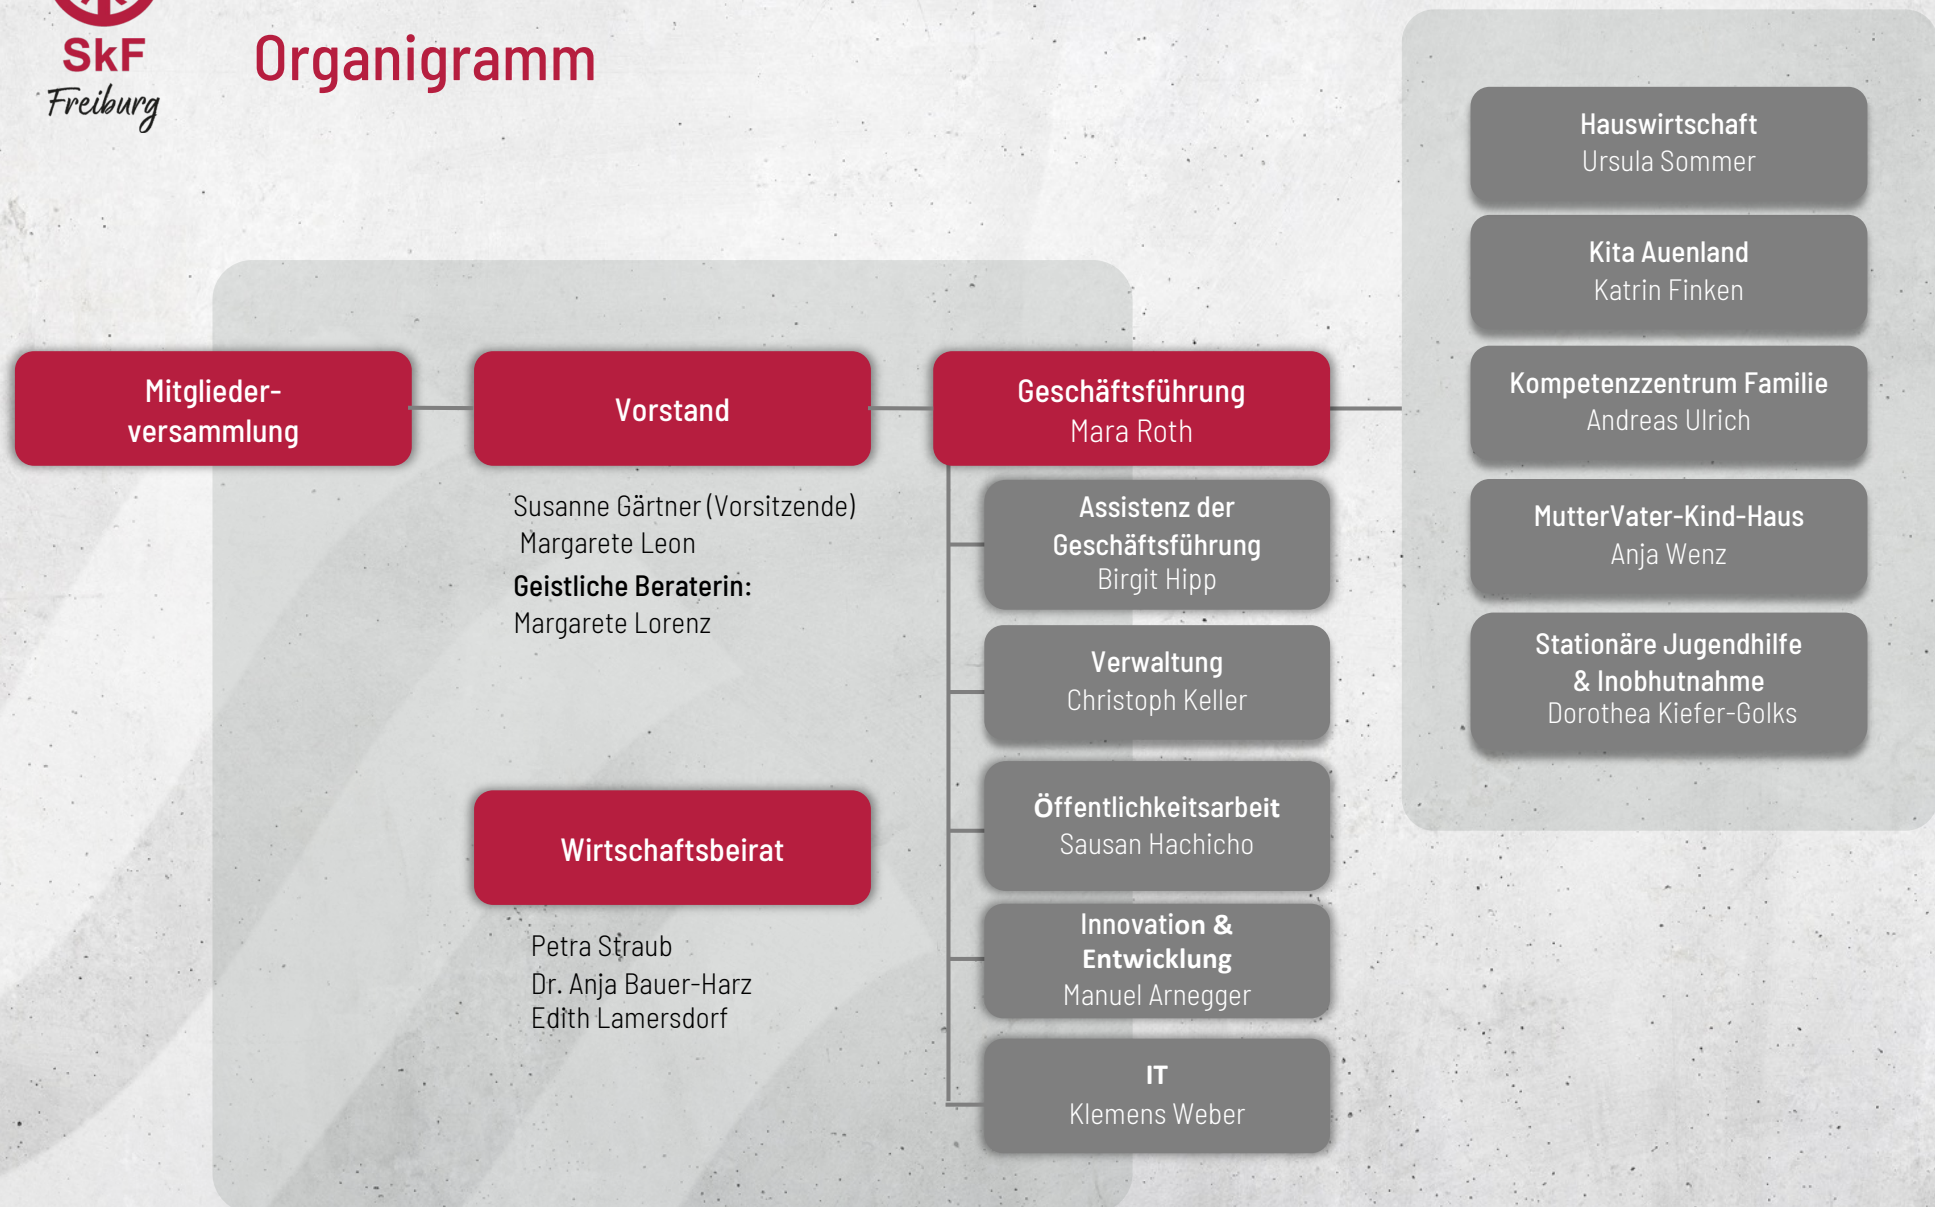 SkF
Freiburg
Organigramm
Mitglieder-
versammlung
Vorstand
Susanne Gärtner (Vorsitzende)
Margarete Leon
Geistliche Beraterin:
Margarete Lorenz
Wirtschaftsbeirat
Petra Straub
Dr. Anja Bauer-Harz
Edith Lamersdorf
Geschäftsführung
Mara Roth
Assistenz der
Geschäftsführung
Birgit Hipp
Verwaltung
Christoph Keller
Öffentlichkeitsarbeit
Sausan Hachicho
Innovation &
Entwicklung
Manuel Arnegger
IT
Klemens Weber
Hauswirtschaft
Ursula Sommer
Kita Auenland
Katrin Finken
Kompetenzzentrum Familie
Andreas Ulrich
MutterVater-Kind-Haus
Anja Wenz
Stationäre Jugendhilfe
& Inobhutnahme
Dorothea Kiefer-Golks